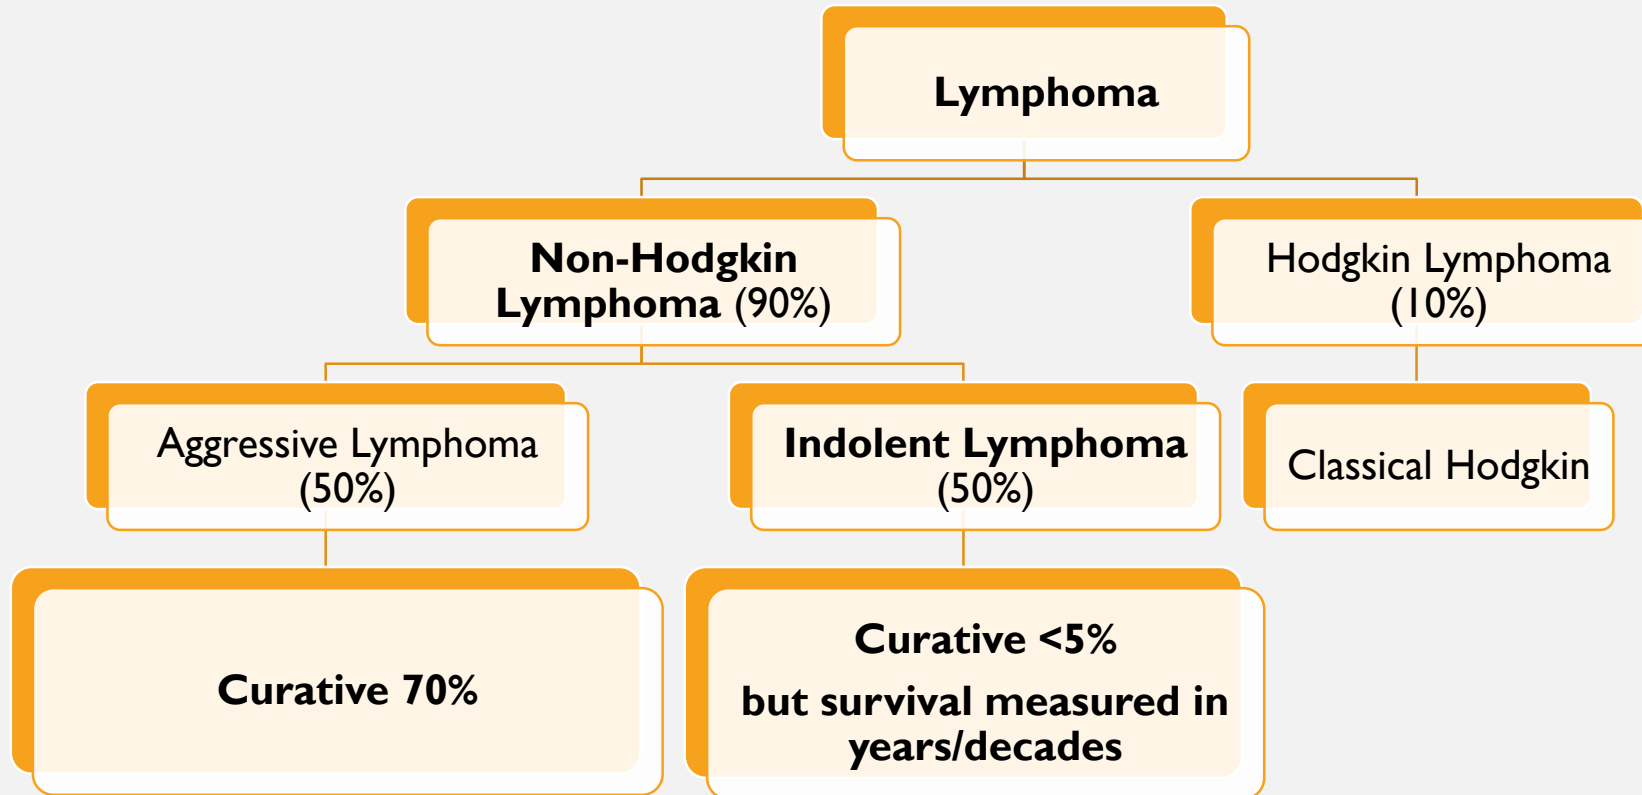 Lymphoma
Non-Hodgkin
Lymphoma (90%)
Hodgkin Lymphoma
(10%)
Aggressive Lymphoma
(50%)
Indolent Lymphoma
(50%)
Classical Hodgkin
Curative 70%
Curative <5%
but survival measured in
years/decades